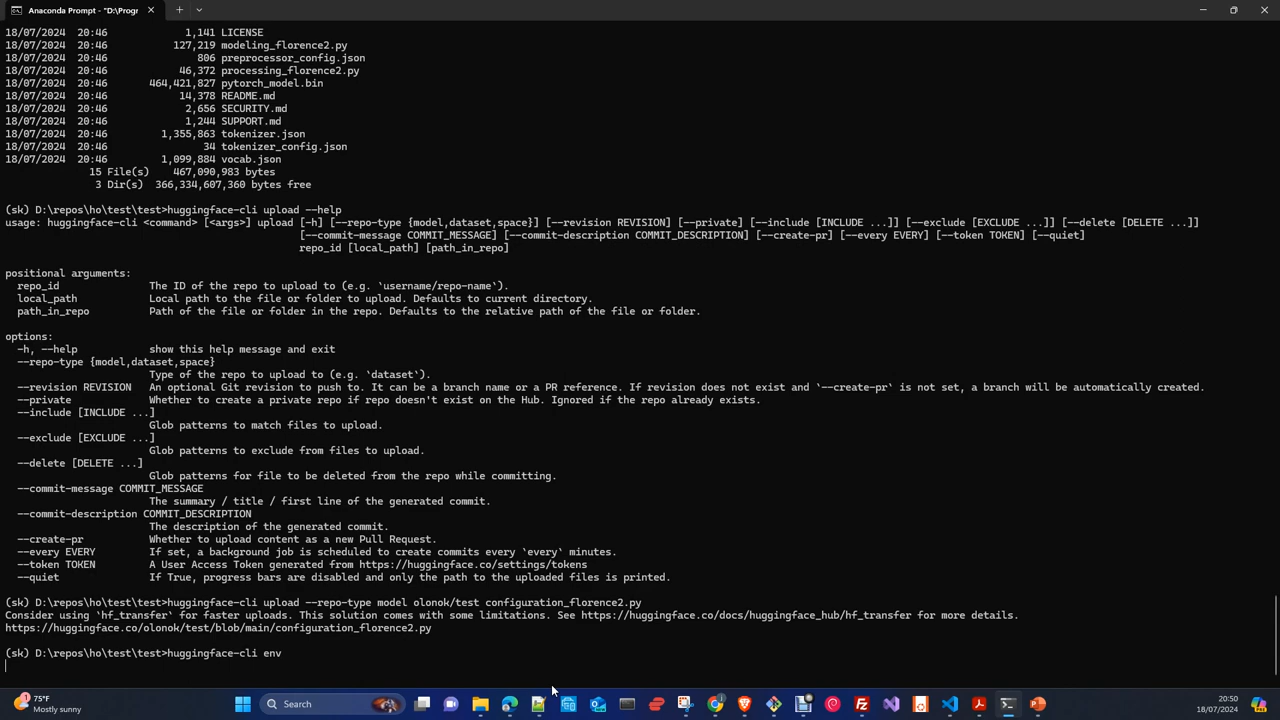 Anaconda Prompt - "D:\Progr
18/07/2024  20:46             1,141 LICENSE
18/07/2024  20:46           127,219 modeling_florence2.py
18/07/2024  20:46               806 preprocessor_config.json
18/07/2024  20:46            46,372 processing_florence2.py
18/07/2024  20:46       464,421,827 pytorch_model.bin
18/07/2024  20:46            14,378 README.md
18/07/2024  20:46             2,656 SECURITY.md
18/07/2024  20:46             1,244 SUPPORT.md
18/07/2024  20:46         1,355,863 tokenizer.json
18/07/2024  20:46                34 tokenizer_config.json
18/07/2024  20:46         1,099,884 vocab.json
15 File(s)    467,090,983 bytes
3 Dir(s)  366,334,607,360 bytes free
(sk) D:\repos\ho\test\test>huggingface-cli upload --help
usage: huggingface-cli <command> [<args>] upload [-h] [--repo-type {model,dataset,space}] [--revision REVISION] [--private] [--include [INCLUDE ...]] [--exclude [EXCLUDE ...]] [--delete [DELETE ...]]
[--commit-message COMMIT_MESSAGE] [--commit-description COMMIT_DESCRIPTION] [--create-pr] [--every EVERY] [--token TOKEN] [--quiet]
repo_id [local_path] [path_in_repo]
positional arguments:
repo_id               The ID of the repo to upload to (e.g. `username/repo-name`).
local_path            Local path to the file or folder to upload. Defaults to current directory.
path_in_repo          Path of the file or folder in the repo. Defaults to the relative path of the file or folder.
options:
-h, --help            show this help message and exit
--repo-type {model,dataset,space}
Type of the repo to upload to (e.g. `dataset`).
--revision REVISION   An optional Git revision to push to. It can be a branch name or a PR reference. If revision does not exist and `--create-pr` is not set, a branch will be automatically created.
--private             Whether to create a private repo if repo doesn't exist on the Hub. Ignored if the repo already exists.
--include [INCLUDE ...]
Glob patterns to match files to upload.
--exclude [EXCLUDE ...]
Glob patterns to exclude from files to upload.
--delete [DELETE ...]
Glob patterns for file to be deleted from the repo while committing.
--commit-message COMMIT_MESSAGE
The summary / title / first line of the generated commit.
--commit-description COMMIT_DESCRIPTION
The description of the generated commit.
--create-pr           Whether to upload content as a new Pull Request.
--every EVERY         If set, a background job is scheduled to create commits every `every` minutes.
--token TOKEN         A User Access Token generated from https://huggingface.co/settings/tokens
--quiet               If True, progress bars are disabled and only the path to the uploaded files is printed.
(sk) D:\repos\ho\test\test>huggingface-cli upload --repo-type model olonok/test configuration_florence2.py
Consider using `hf_transfer` for faster uploads. This solution comes with some limitations. See https://huggingface.co/docs/huggingface_hub/hf_transfer for more details.
https://huggingface.co/olonok/test/blob/main/configuration_florence2.py
(sk) D:\repos\ho\test\test>huggingface-cli env
75°F
Mostly sunny
Search
20:50
18/07/2024